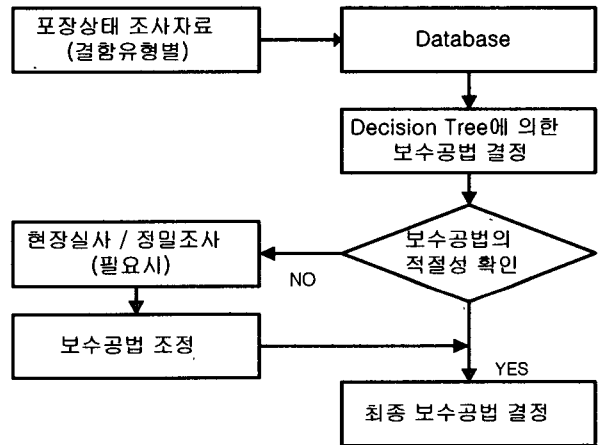 포장상태 조사자료
(결함유형별)
Database
Decision Tree에 의한
보수공법 결정
보수공법의
적절성 확인
NO
현장실사 / 정밀조사
(필요시)
보수공법 조정
YES
최종 보수공법 결정